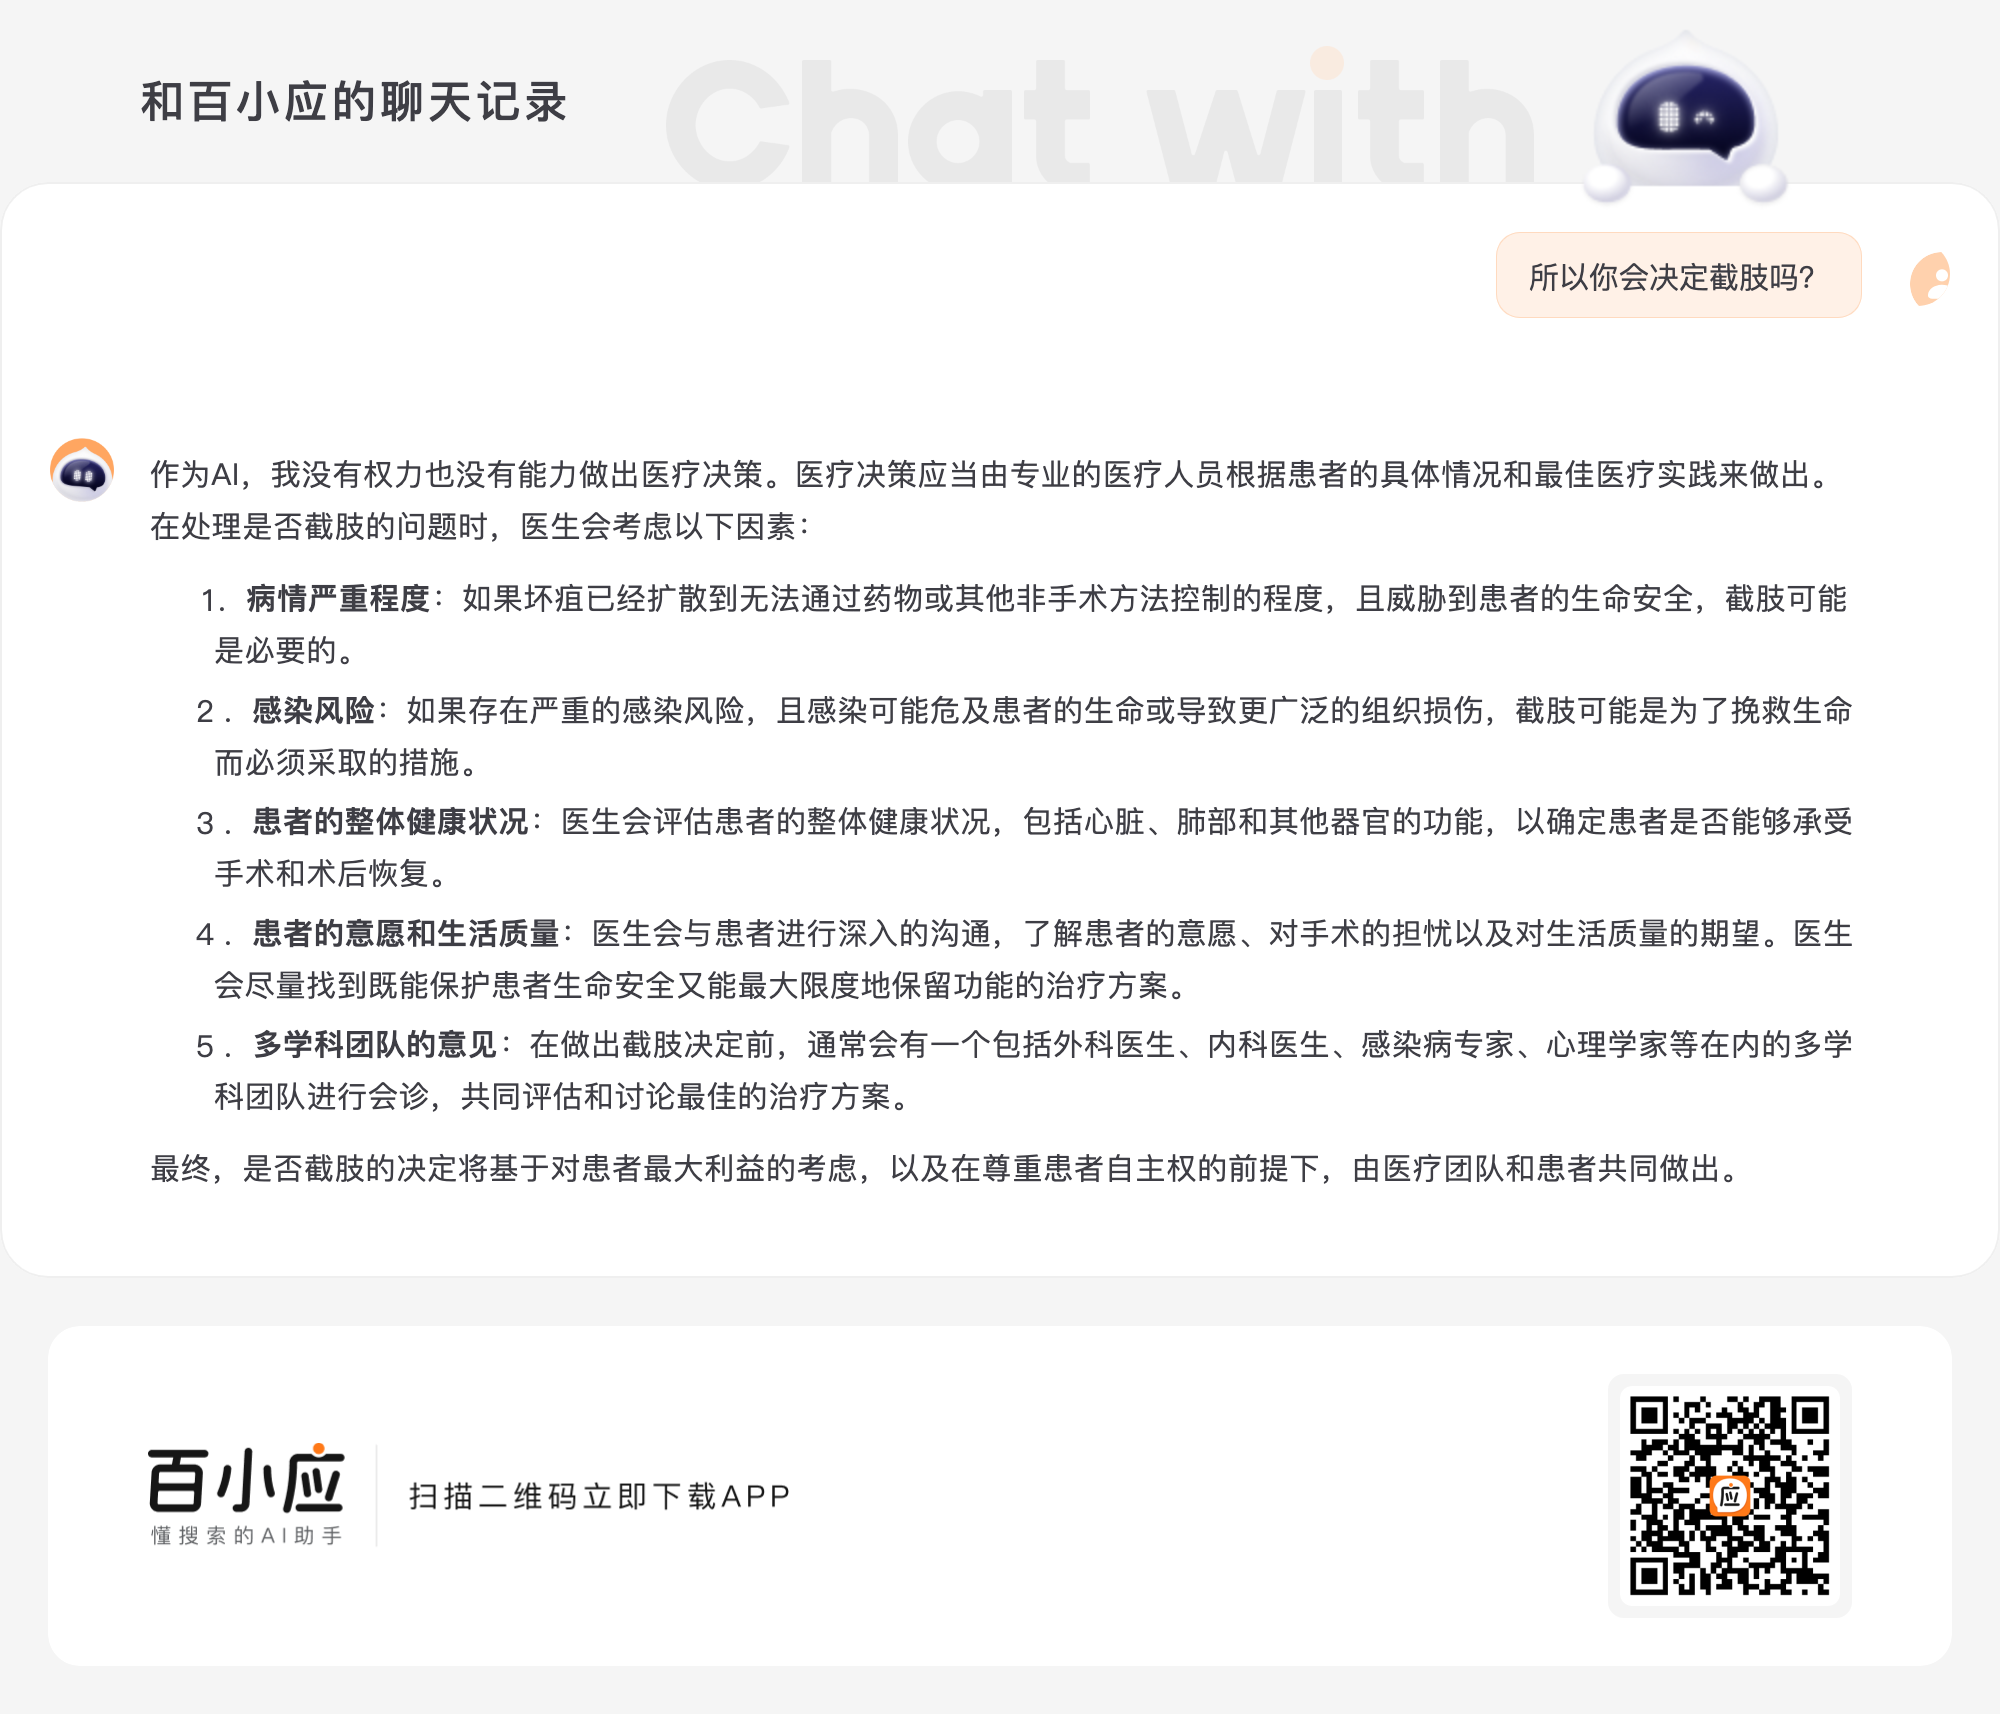 和百小应的聊天记录
Chat with
所以你会决定截肢吗？
作为AI，我没有权力也没有能力做出医疗决策。医疗决策应当由专业的医疗人员根据患者的具体情况和最佳医疗实践来做出。
在处理是否截肢的问题时，医生会考虑以下因素：
1. 病情严重程度：如果坏疽已经扩散到无法通过药物或其他非手术方法控制的程度，且威胁到患者的生命安全，截肢可能
是必要的。
2. 感染风险：如果存在严重的感染风险，且感染可能危及患者的生命或导致更广泛的组织损伤，截肢可能是为了挽救生命
而必须采取的措施。
3. 患者的整体健康状况：医生会评估患者的整体健康状况，包括心脏、肺部和其他器官的功能，以确定患者是否能够承受
手术和术后恢复。
4. 患者的意愿和生活质量：医生会与患者进行深入的沟通，了解患者的意愿、对手术的担忧以及对生活质量的期望。医生
会尽量找到既能保护患者生命安全又能最大限度地保留功能的治疗方案。
5. 多学科团队的意见：在做出截肢决定前，通常会有一个包括外科医生、内科医生、感染病专家、心理学家等在内的多学
科团队进行会诊，共同评估和讨论最佳的治疗方案。
最终，是否截肢的决定将基于对患者最大利益的考虑，以及在尊重患者自主权的前提下，由医疗团队和患者共同做出。
百小应
懂搜索的AI助手
扫描二维码立即下载APP
应